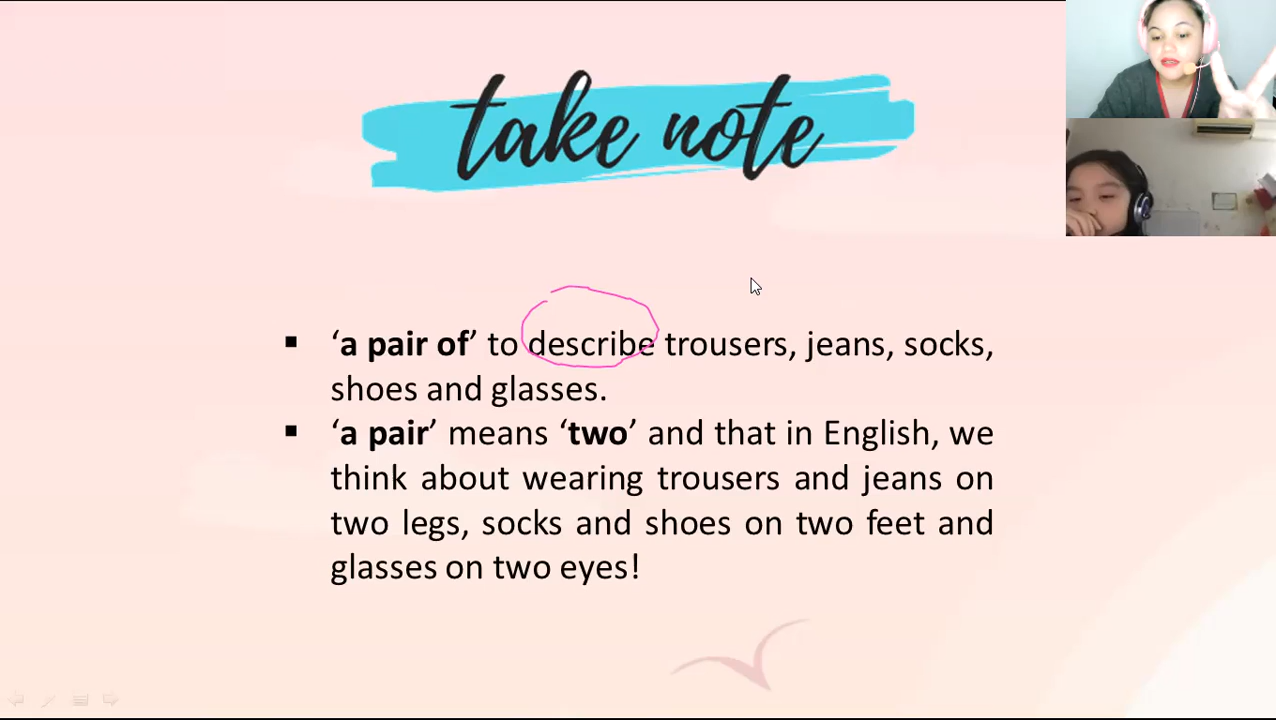 take note
▪ ‘a pair of’ to describe trousers, jeans, socks,
shoes and glasses.
▪ ‘a pair’ means ‘two’ and that in English, we
think about wearing trousers and jeans on
two legs, socks and shoes on two feet and
glasses on two eyes!